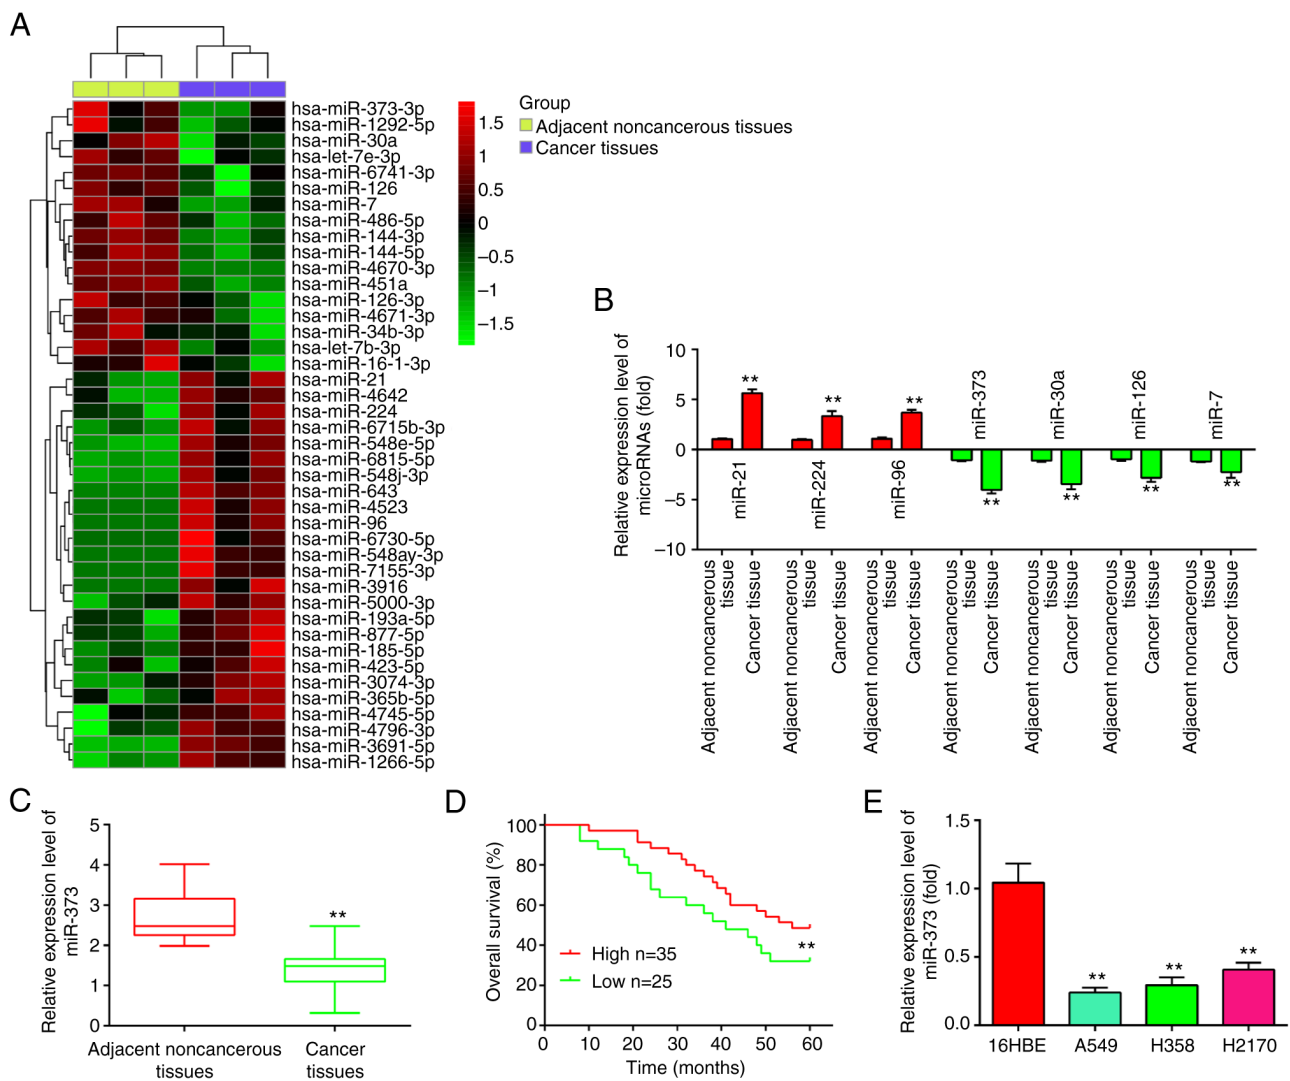 A
hsa-miR-373-3p
hsa-miR-1292-5p
hsa-miR-30a
hsa-let-7e-3p
hsa-miR-6741-3p
hsa-miR-126
hsa-miR-7
hsa-miR-486-5p
hsa-miR-144-3p
hsa-miR-144-5p
hsa-miR-4670-3p
hsa-miR-451a
hsa-miR-126-3p
hsa-miR-4671-3p
hsa-miR-34b-3p
hsa-let-7b-3p
hsa-miR-16-1-3p
hsa-miR-21
hsa-miR-4642
hsa-miR-224
hsa-miR-6715b-3p
hsa-miR-548e-5p
hsa-miR-6815-5p
hsa-miR-548j-3p
hsa-miR-643
hsa-miR-4523
hsa-miR-96
hsa-miR-6730-5p
hsa-miR-548ay-3p
hsa-miR-7155-3p
hsa-miR-3916
hsa-miR-5000-3p
hsa-miR-193a-5p
hsa-miR-877-5p
hsa-miR-185-5p
hsa-miR-423-5p
hsa-miR-3074-3p
hsa-miR-365b-5p
hsa-miR-4745-5p
hsa-miR-4796-3p
hsa-miR-3691-5p
hsa-miR-1266-5p
1.5
1
0.5
0
−0.5
−1
−1.5
Group
Adjacent noncancerous tissues
Cancer tissues
B
Relative expression level of
microRNAs (fold)
10
5
0
−5
−10
**
**
**
**
**
**
**
miR-21
miR-224
miR-96
miR-373
miR-30a
miR-126
miR-7
Adjacent noncancerous
tissue
Cancer tissue
Adjacent noncancerous
tissue
Cancer tissue
Adjacent noncancerous
tissue
Cancer tissue
Adjacent noncancerous
tissue
Cancer tissue
Adjacent noncancerous
tissue
Cancer tissue
Adjacent noncancerous
tissue
Cancer tissue
Adjacent noncancerous
tissue
Cancer tissue
C
Relative expression level of
miR-373
5
4
3
2
1
0
**
Adjacent noncancerous
tissues
Cancer
tissues
D
Overall survival (%)
100
80
60
40
20
0
High n=35
Low n=25
**
0 10 20 30 40 50 60
Time (months)
E
Relative expression level of
miR-373 (fold)
1.5
1.0
0.5
0.0
**
**
**
16HBE A549 H358 H2170